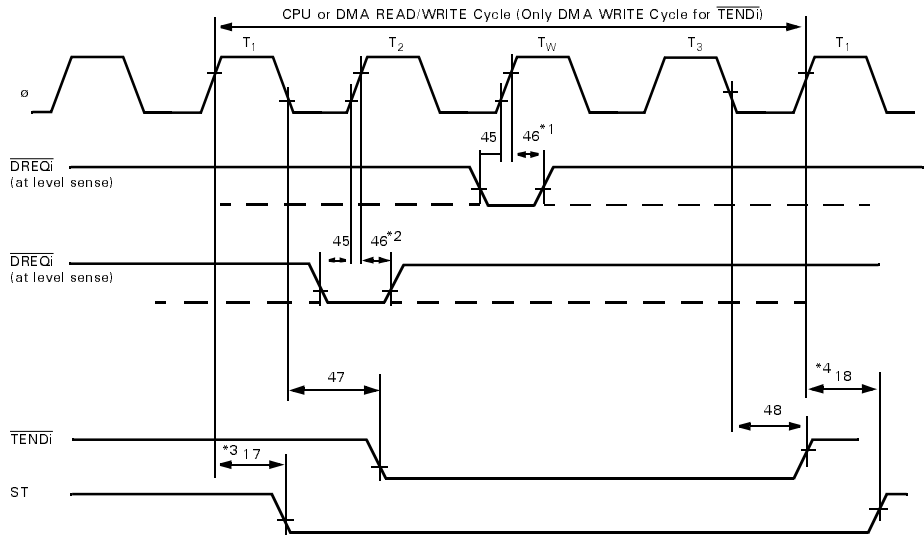 CPU or DMA READ/WRITE Cycle (Only DMA WRITE Cycle for TENDi)
T1 T2 TW T3 T1
ø
45 46*1
DREQi
(at level sense)
45 46*2
DREQi
(at level sense)
47 *4 18
48
TENDi
*3 17
ST